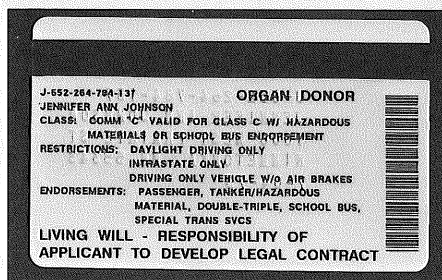 J-652-264-784-137 ORGAN DONOR
JENNIFER ANN JOHNSON
CLASS: COMM "C" VALID FOR CLASS C W/ HAZARDOUS
MATERIALS OR SCHOOL BUS ENDORSEMENT
RESTRICTIONS: DAYLIGHT DRIVING ONLY
INTRASTATE ONLY
DRIVING ONLY VEHICLE W/o AIR BRAKES
ENDORSEMENTS: PASSENGER, TANKER/HAZARDOUS
MATERIAL, DOUBLE-TRIPLE, SCHOOL BUS,
SPECIAL TRANS SVCS
LIVING WILL - RESPONSIBILITY OF
APPLICANT TO DEVELOP LEGAL CONTRACT